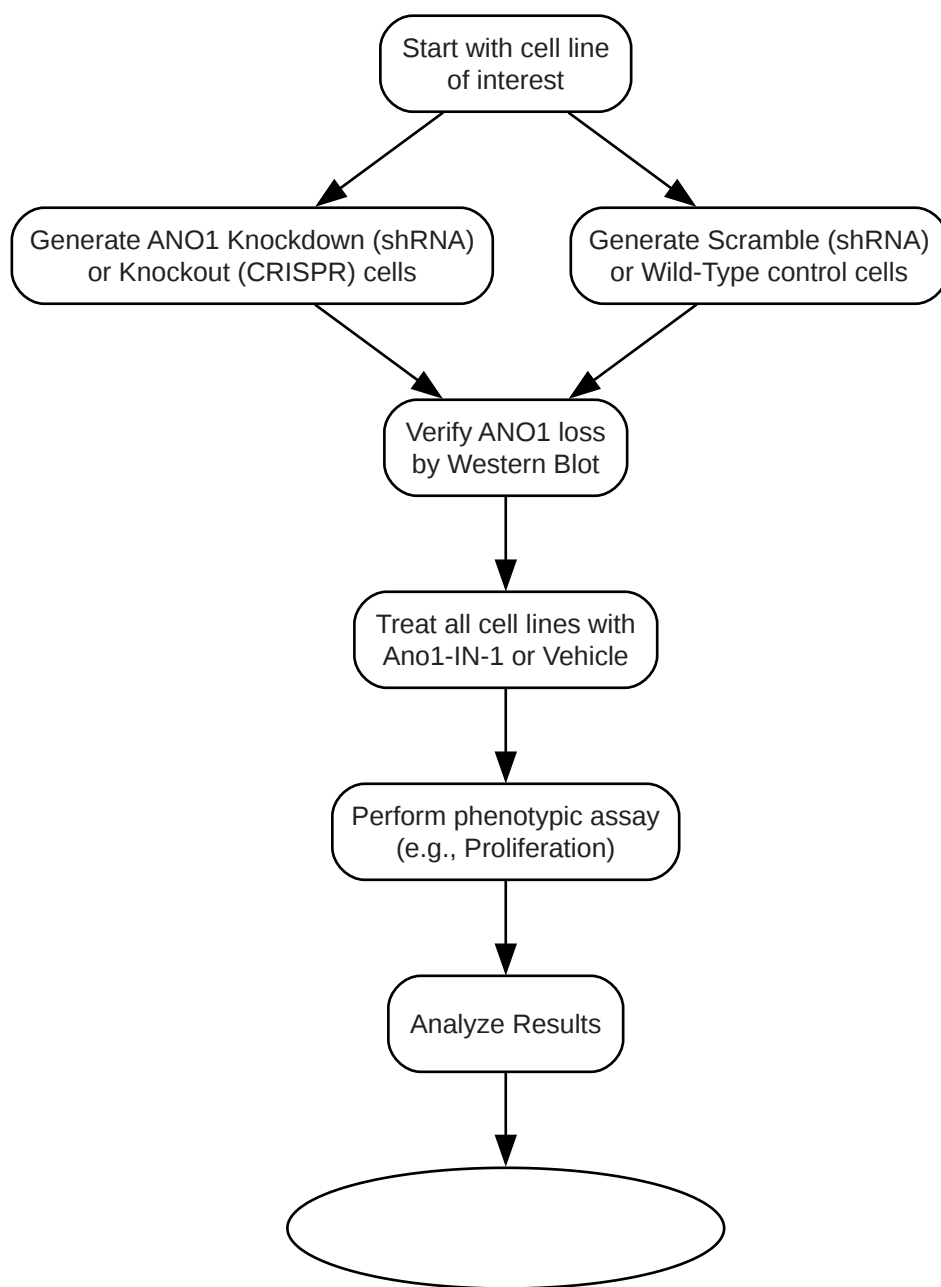 Start with cell line
of interest
Generate ANO1 Knockdown (shRNA)
or Knockout (CRISPR) cells
Generate Scramble (shRNA)
or Wild-Type control cells
Verify ANO1 loss
by Western Blot
Treat all cell lines with
Ano1-IN-1 or Vehicle
Perform phenotypic assay
(e.g., Proliferation)
Analyze Results